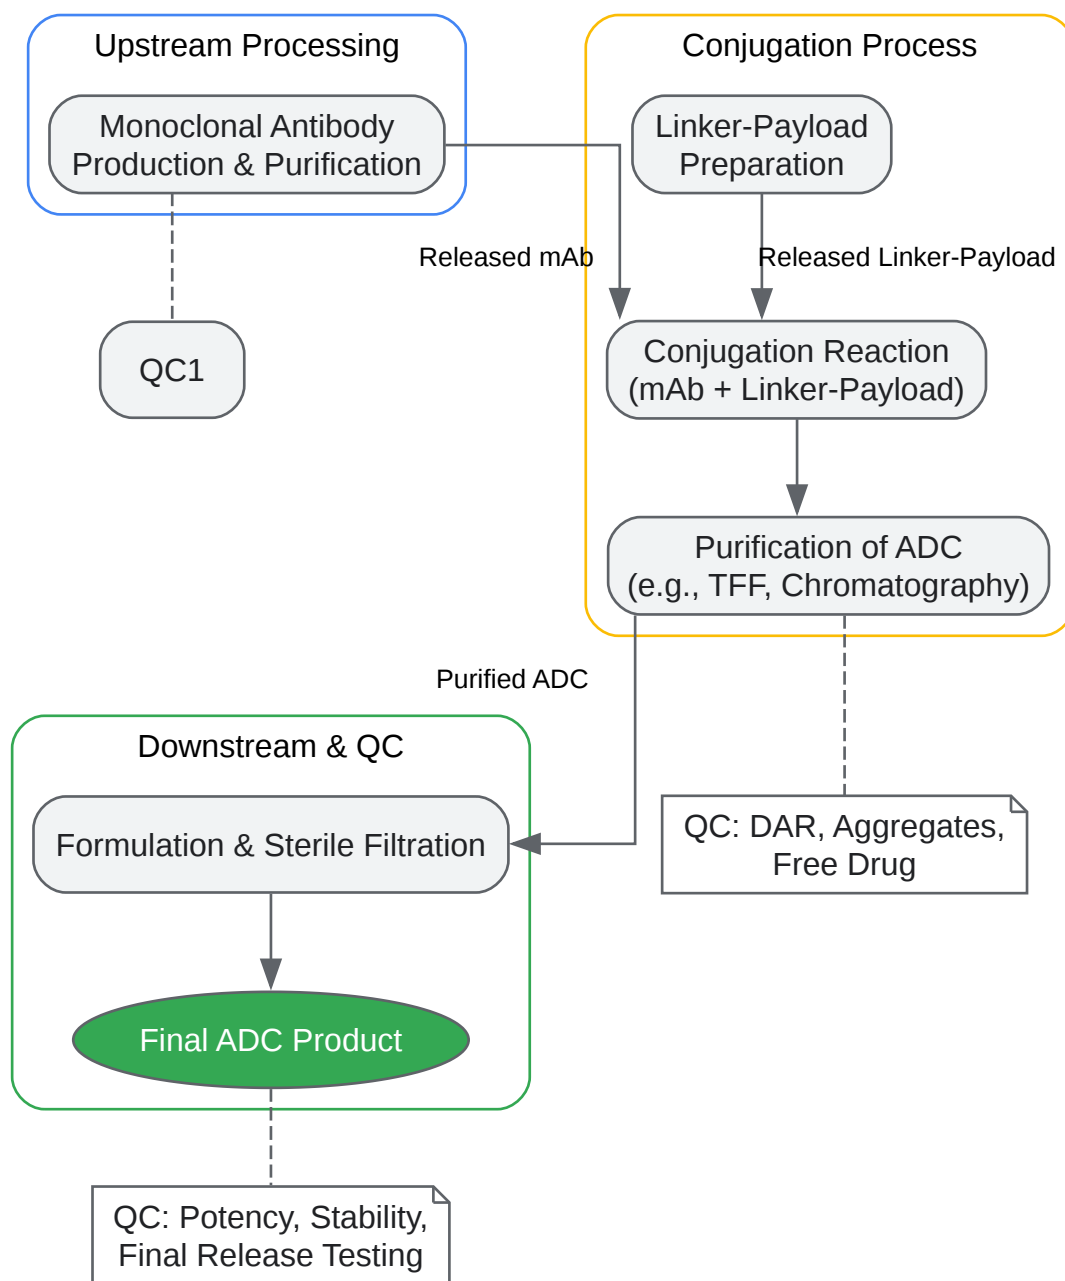 Upstream Processing
Monoclonal Antibody
Production & Purification
QC1
Conjugation Process
Linker-Payload
Preparation
Released mAb
Released Linker-Payload
Conjugation Reaction
(mAb + Linker-Payload)
Purification of ADC
(e.g., TFF, Chromatography)
Purified ADC
QC: DAR, Aggregates,
Free Drug
Downstream & QC
Formulation & Sterile Filtration
Final ADC Product
QC: Potency, Stability,
Final Release Testing